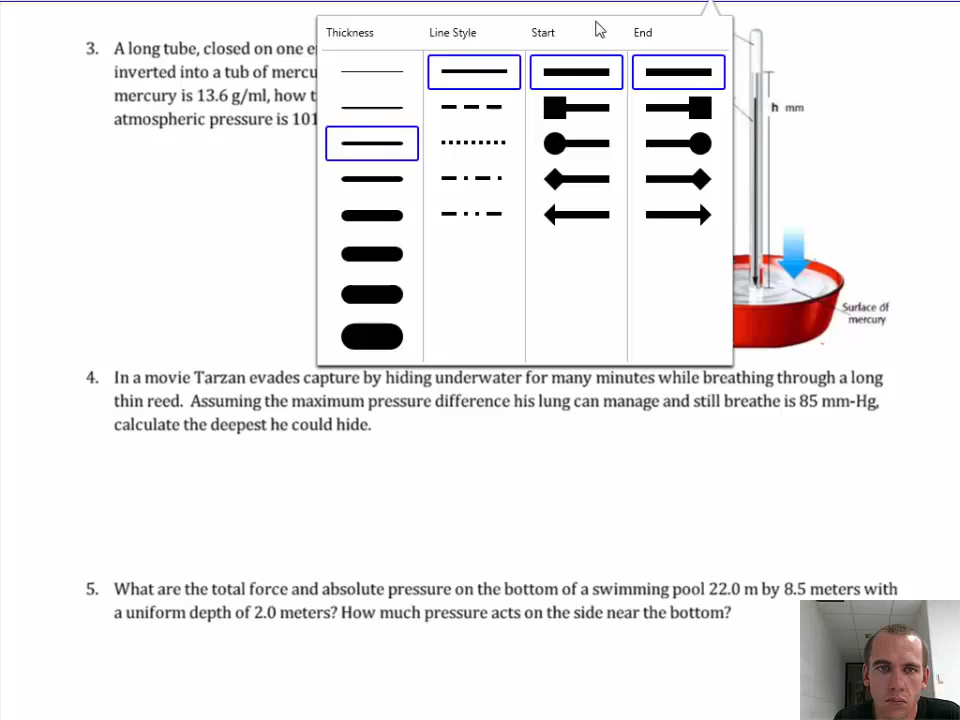 Thickness Line Style Start End
3. A long tube, closed on one e
inverted into a tub of mercu
mercury is 13.6 g/ml, how t
atmospheric pressure is 101
h mm
Surface of
mercury
4. In a movie Tarzan evades capture by hiding underwater for many minutes while breathing through a long
thin reed. Assuming the maximum pressure difference his lung can manage and still breathe is 85 mm-Hg,
calculate the deepest he could hide.
5. What are the total force and absolute pressure on the bottom of a swimming pool 22.0 m by 8.5 meters with
a uniform depth of 2.0 meters? How much pressure acts on the side near the bottom?